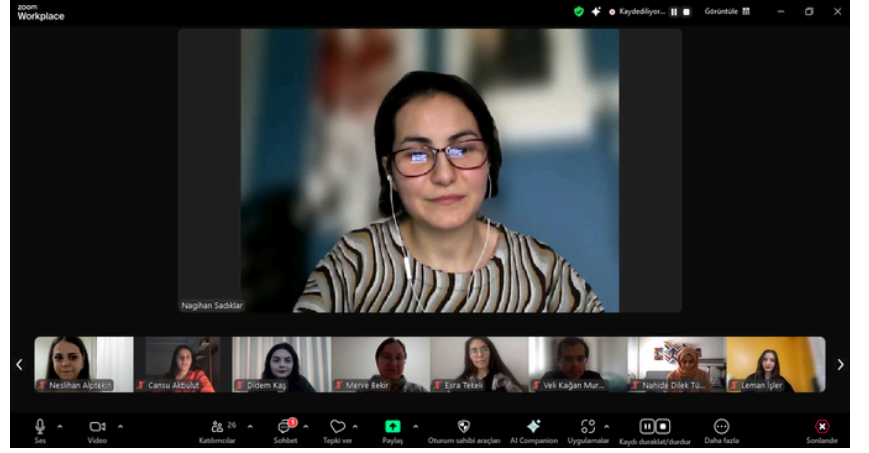 zoom
Workplace
Kaydediliyor...
Görüntüle
Nagihan Sadıklar
Neslihan Alptekin
Cansu Akbulut
Didem Kaş
Merve Bekir
Esra Tekeli
Veli Kağan Mur...
Nahide Dilek Tü...
Leman İşler
26
1
Ses
Video
Katılımcılar
Sohbet
Tepki ver
Paylaş
Oturum sahibi araçları
AI Companion
Uygulamalar
Kaydı duraklat/durdur
Daha fazla
Sonlandır